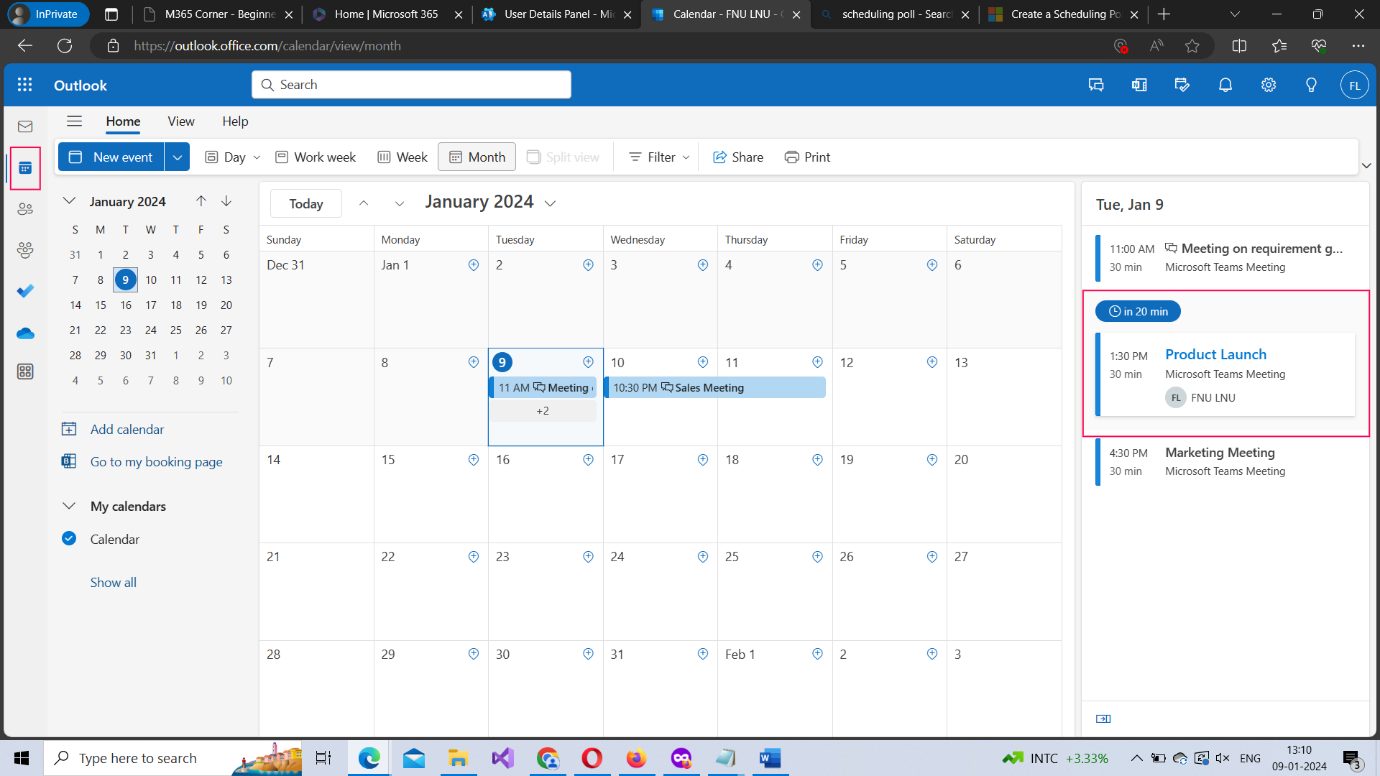 InPrivate
M365 Corner - Beginne
Home | Microsoft 365
User Details Panel - Mic
Calendar - FNU LNU - O
scheduling poll - Search
Create a Scheduling Po
https://outlook.office.com/calendar/view/month
Outlook
Search
FL
Home View Help
New event
Day
Work week
Week
Month
Split view
Filter
Share
Print
January 2024
S M T W T F S
31 1 2 3 4 5 6
7 8 9 10 11 12 13
14 15 16 17 18 19 20
21 22 23 24 25 26 27
28 29 30 31 1 2 3
4 5 6 7 8 9 10
Add calendar
Go to my booking page
My calendars
Calendar
Show all
Today
January 2024
Sunday Monday Tuesday Wednesday Thursday Friday Saturday
Dec 31 Jan 1 2 3 4 5 6
7 8 9 10 11 12 13
11 AM Meeting
10:30 PM Sales Meeting
+2
14 15 16 17 18 19 20
21 22 23 24 25 26 27
28 29 30 31 Feb 1 2 3
Tue, Jan 9
11:00 AM Meeting on requirement g...
30 min Microsoft Teams Meeting
in 20 min
1:30 PM Product Launch
30 min Microsoft Teams Meeting
FL FNU LNU
4:30 PM Marketing Meeting
30 min Microsoft Teams Meeting
Type here to search
INTC +3.33%
ENG
13:10
09-01-2024
3